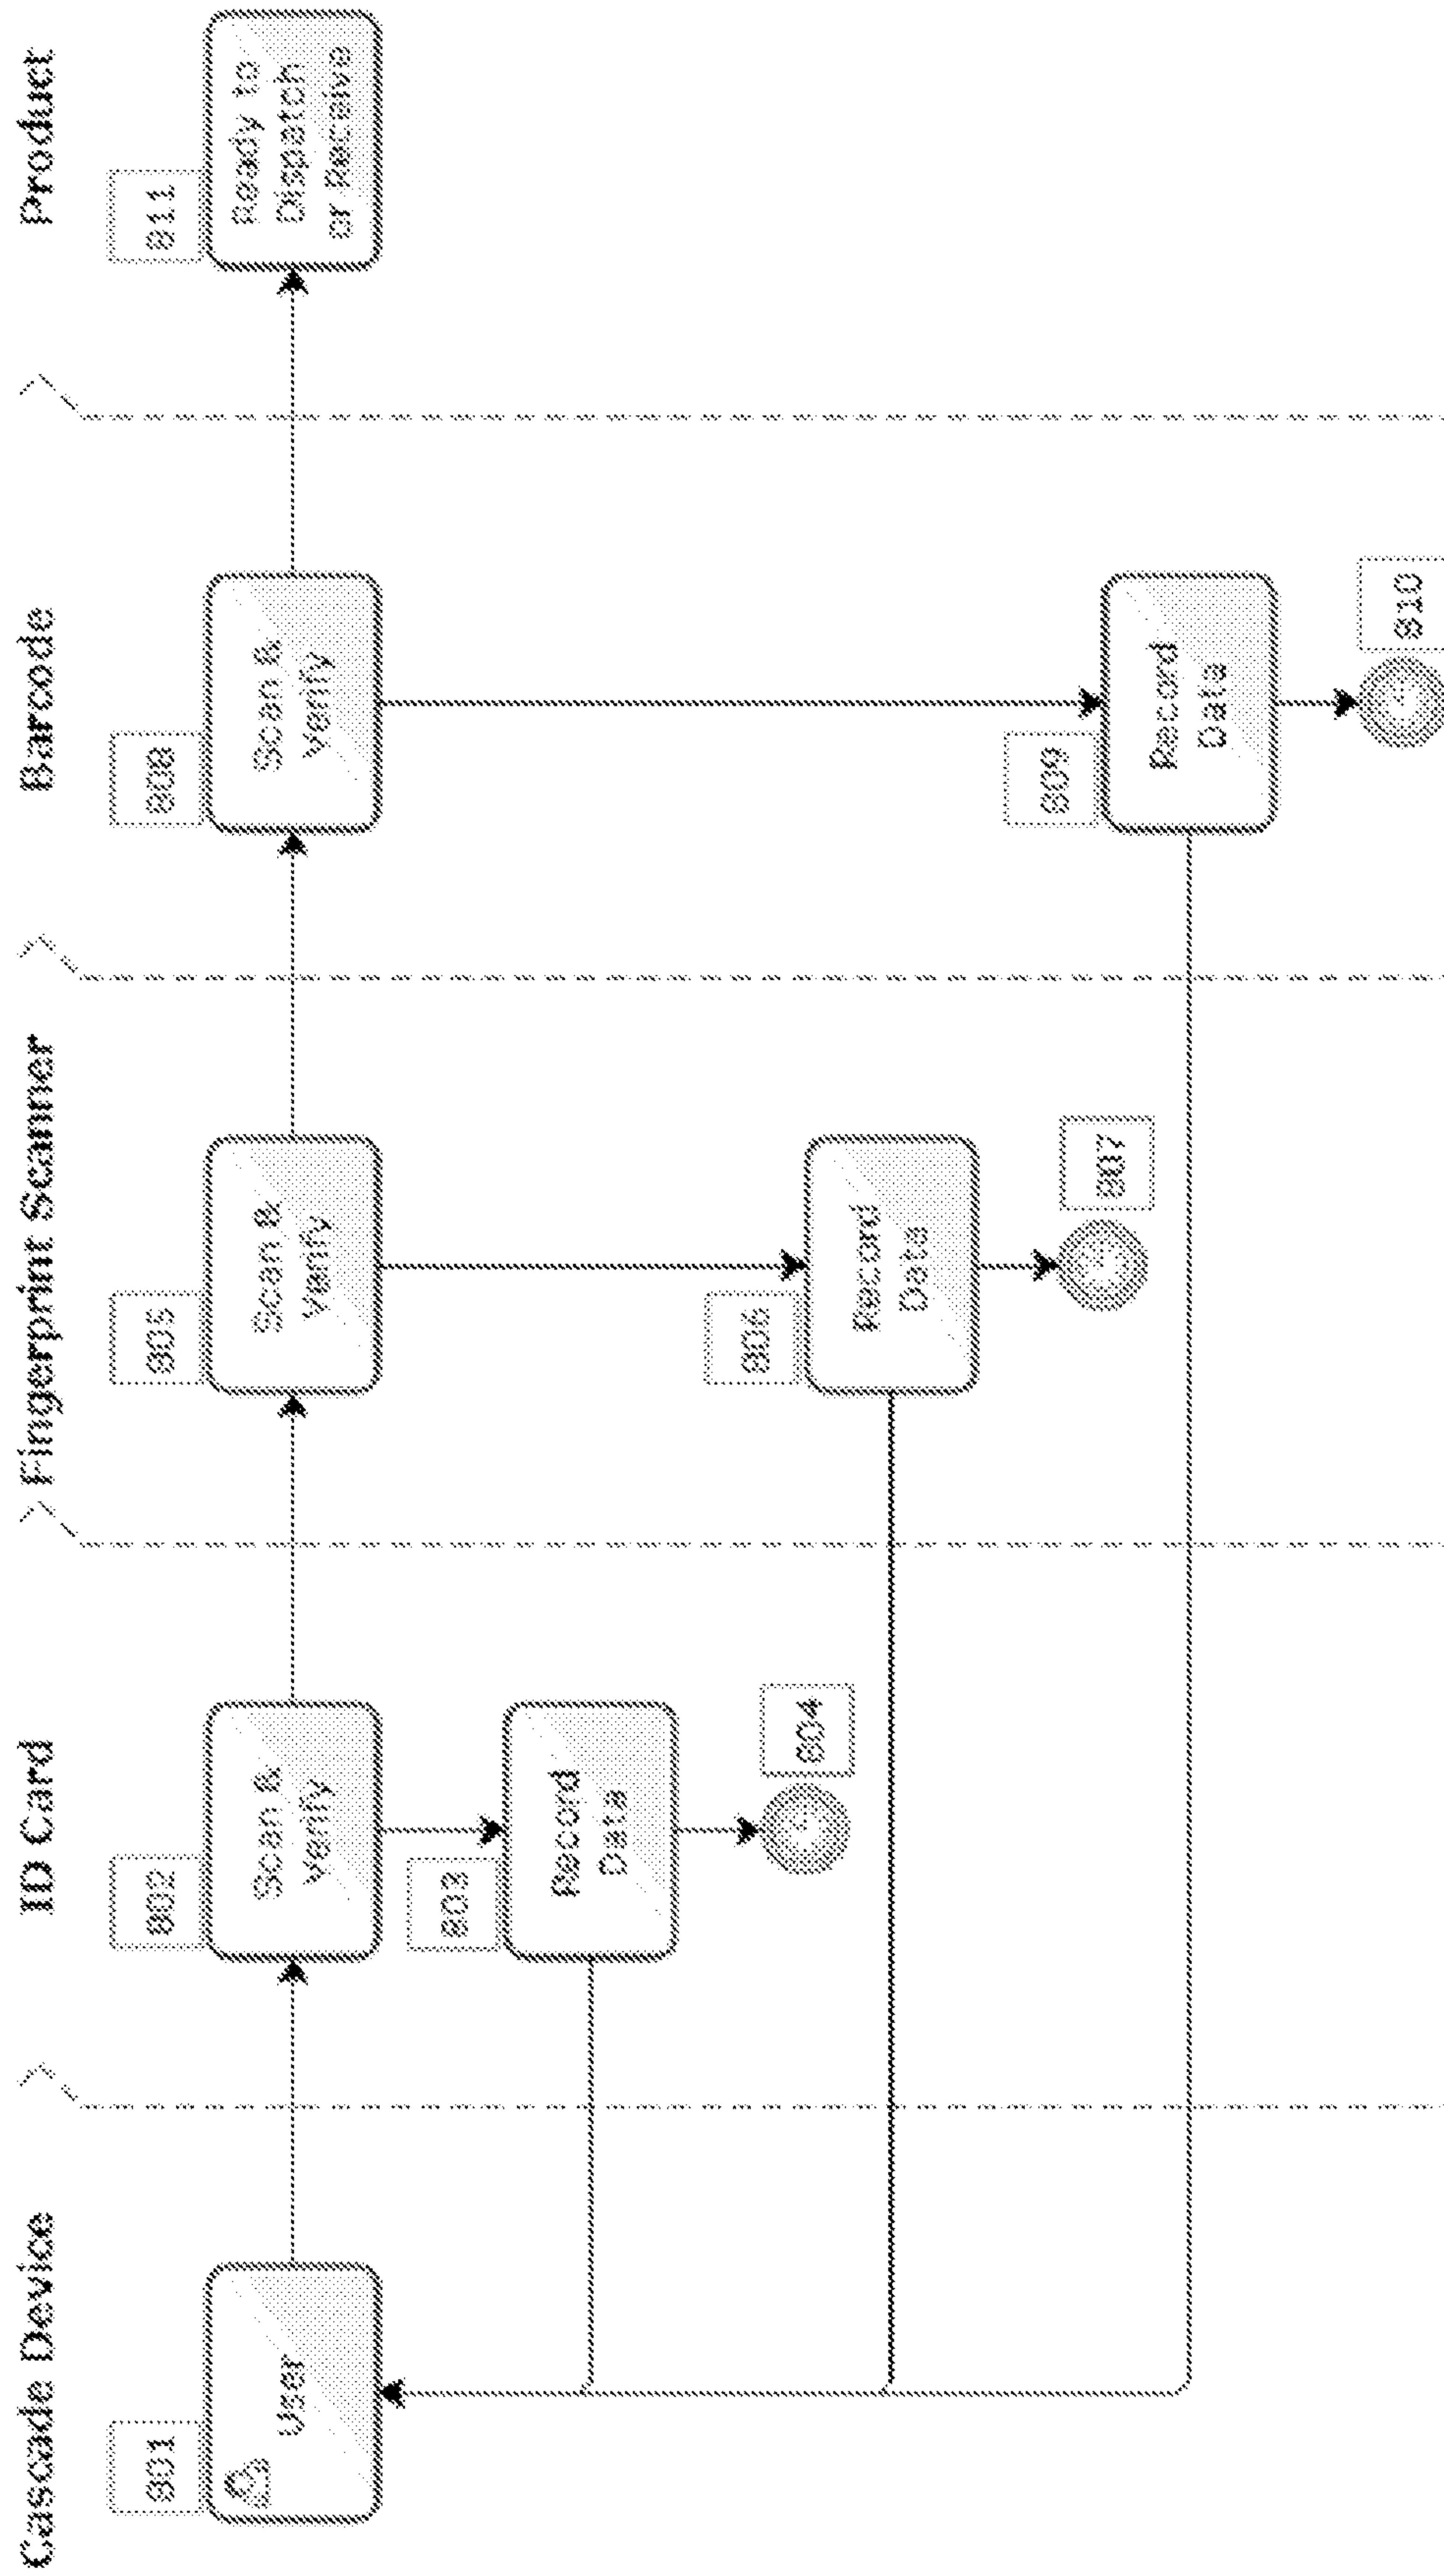 Cascade Device
ID Card
Fingerprint Scanner
Barcode
Product
801
User
802
Scan &
Verify
803
Record
Data
804
805
Scan &
Verify
806
Record
Data
807
808
Scan &
Verify
809
Record
Data
810
811
Ready to
Dispatch
or Receive